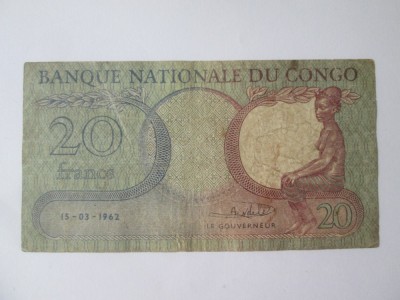 BANQUE NATIONALE DU CONGO
20
francs
15-03-1962
LE GOUVERNEUR
20